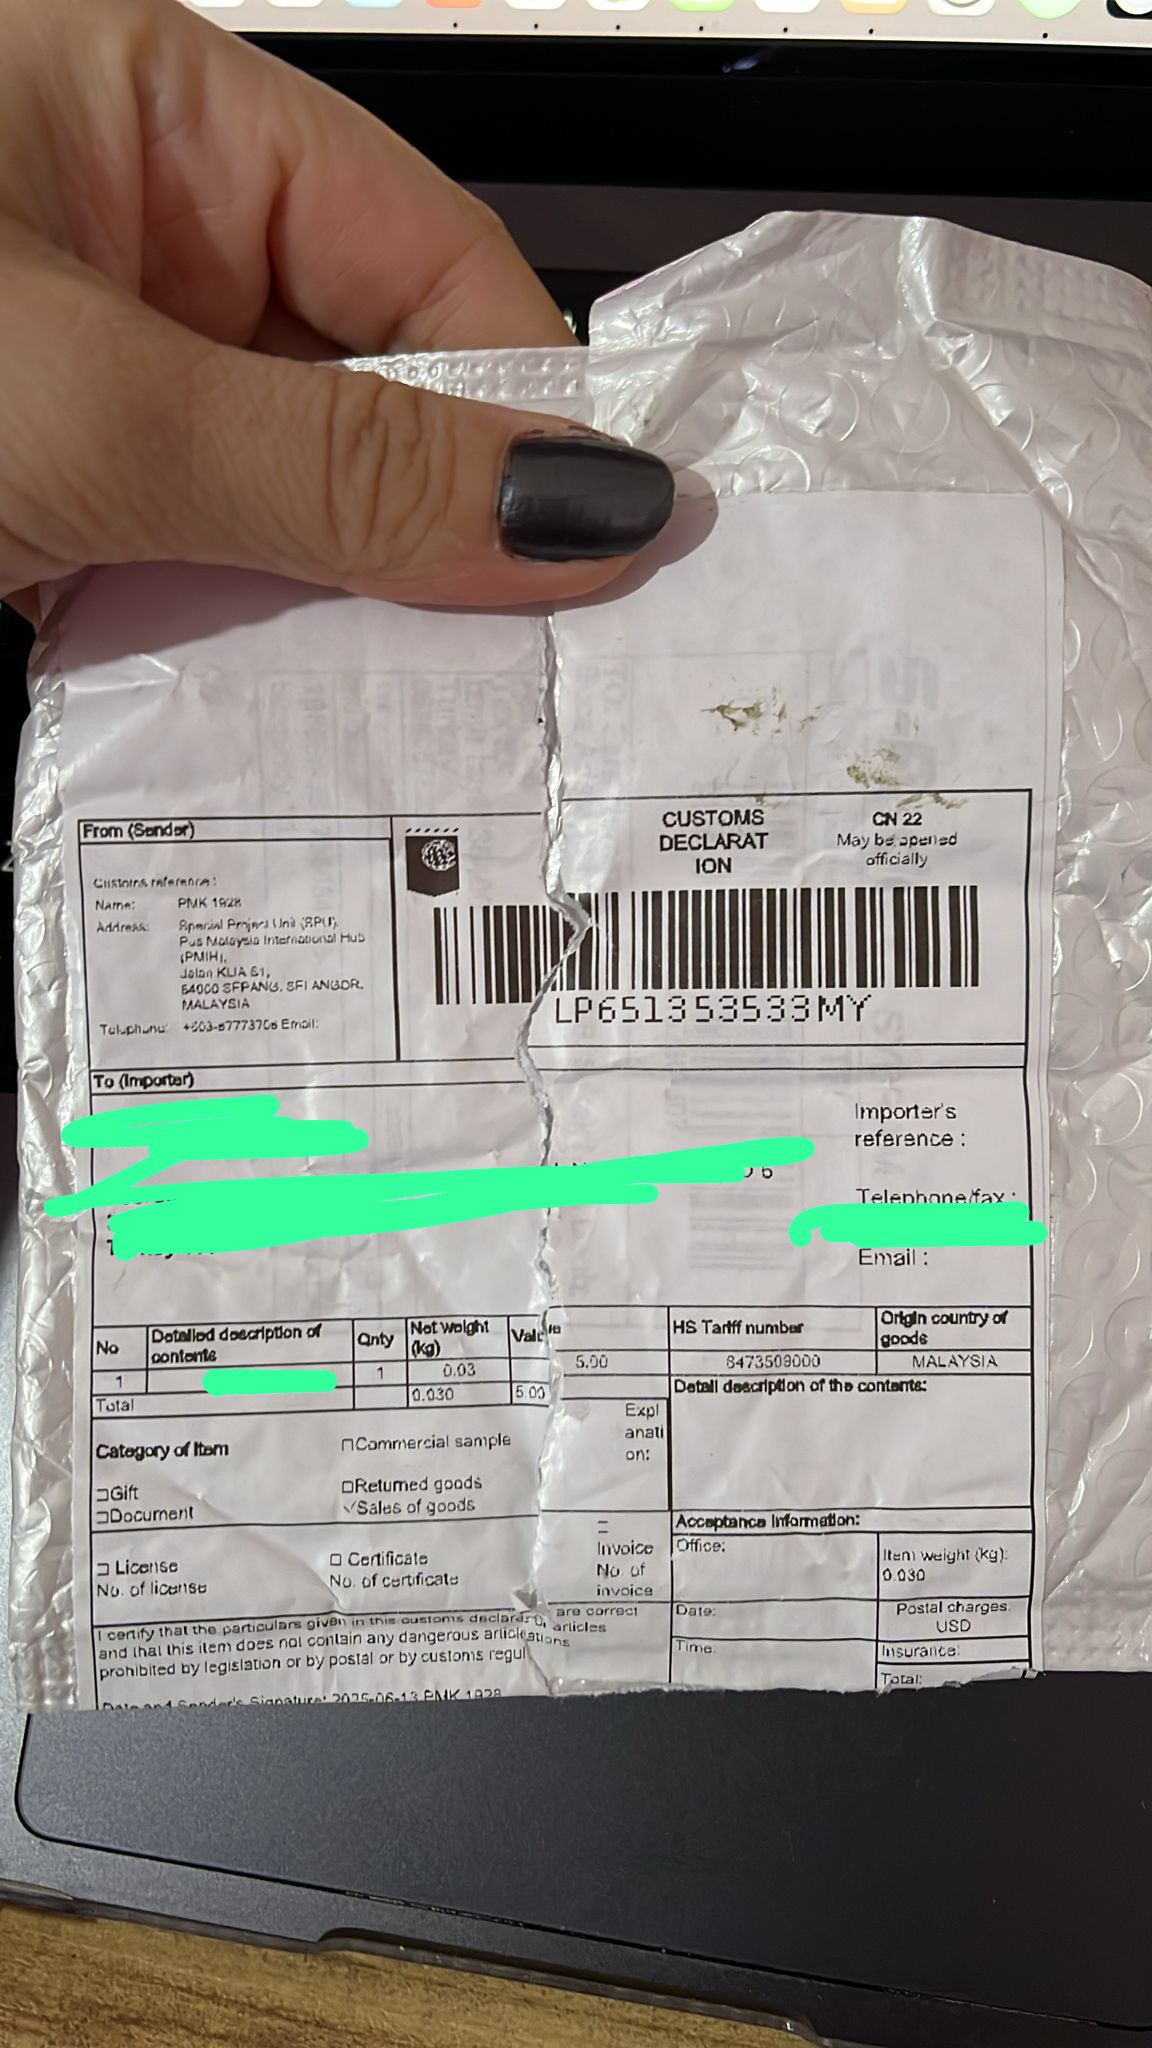 From (Sender)
Customs reference:
Name: PMK 1928
Address: Special Project Unit (SPU),
Pos Malaysia International Hub
(PMIH),
Jalan KLIA S1,
64000 SEPANG, SELANGOR,
MALAYSIA
Telephone: Email:
CUSTOMS
DECLARAT
ION
CN 22
May be opened
officially
LP651353533MY
To (Importer)
Importer's
reference :
Telephone/fax :
Email :
No
Detailed description of
contents
Qnty
Net weight
(kg)
Value
HS Tariff number
Origin country of
goods
1 1 0.03 5.00 8473509000 MALAYSIA
Total 0.030 5.00
Detail description of the contents:
Category of item
Commercial sample
Expl
anati
on:
Gift
Returned goods
Document
Sales of goods
License
No. of license
Certificate
No. of certificate
Invoice
No. of
invoice
Acceptance Information:
Office:
Item weight (kg):
0.030
Date:
Postal charges:
USD
Time:
Insurance:
Total:
I certify that the particulars given in this customs are correct
and that this item does not contain any dangerous articles
prohibited by legislation or by postal or by customs
Date and Sender's Signature: 2025-06-13 PMK 1928